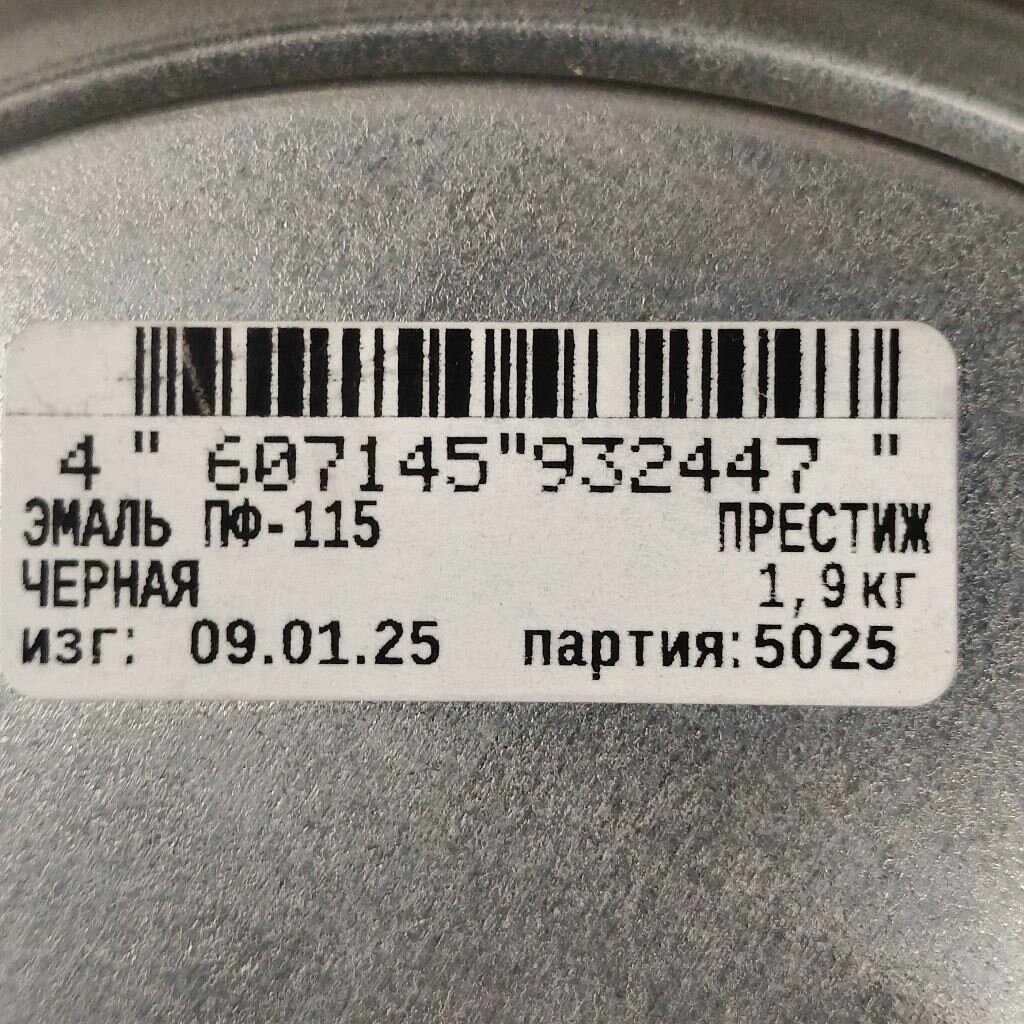 4 " 607145"932447 "
ЭМАЛЬ ПФ-115 ПРЕСТИЖ
ЧЕРНАЯ 1,9кг
изг: 09.01.25 партия:5025